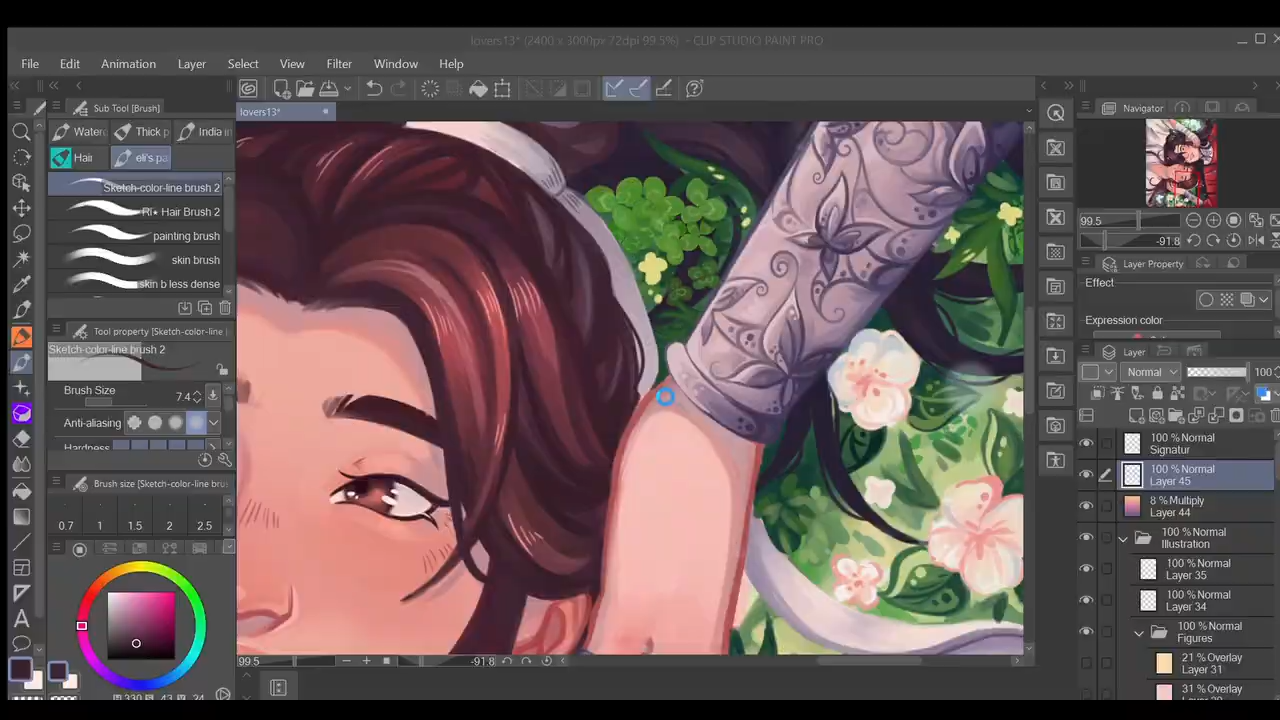 lovers13* (2400 x 3000px 72dpi 99.5%) - CLIP STUDIO PAINT PRO
File Edit Animation Layer Select View Filter Window Help
Sub Tool [Brush]
lovers13*
Navigator
Thick p
India in
Hair
eli's pa
Sketch-color-line brush 2
Hair Brush 2
painting brush
skin brush
skin b less dense
Tool property [Sketch-color-line
Sketch-color-line brush 2
Brush Size 7.4
Anti-aliasing
Hardness
Brush size [Sketch-color-line brus
0.7 1 1.5 2 2.5
99.5 -91.8
99.5
-91.8
Layer Property
Effect
Expression color
Layer
Normal 100
100 % Normal
Signatur
100 % Normal
Layer 45
8 % Multiply
Layer 44
100 % Normal
Illustration
100 % Normal
Layer 35
100 % Normal
Layer 34
100 % Normal
Figures
21 % Overlay
Layer 31
31 % Overlay